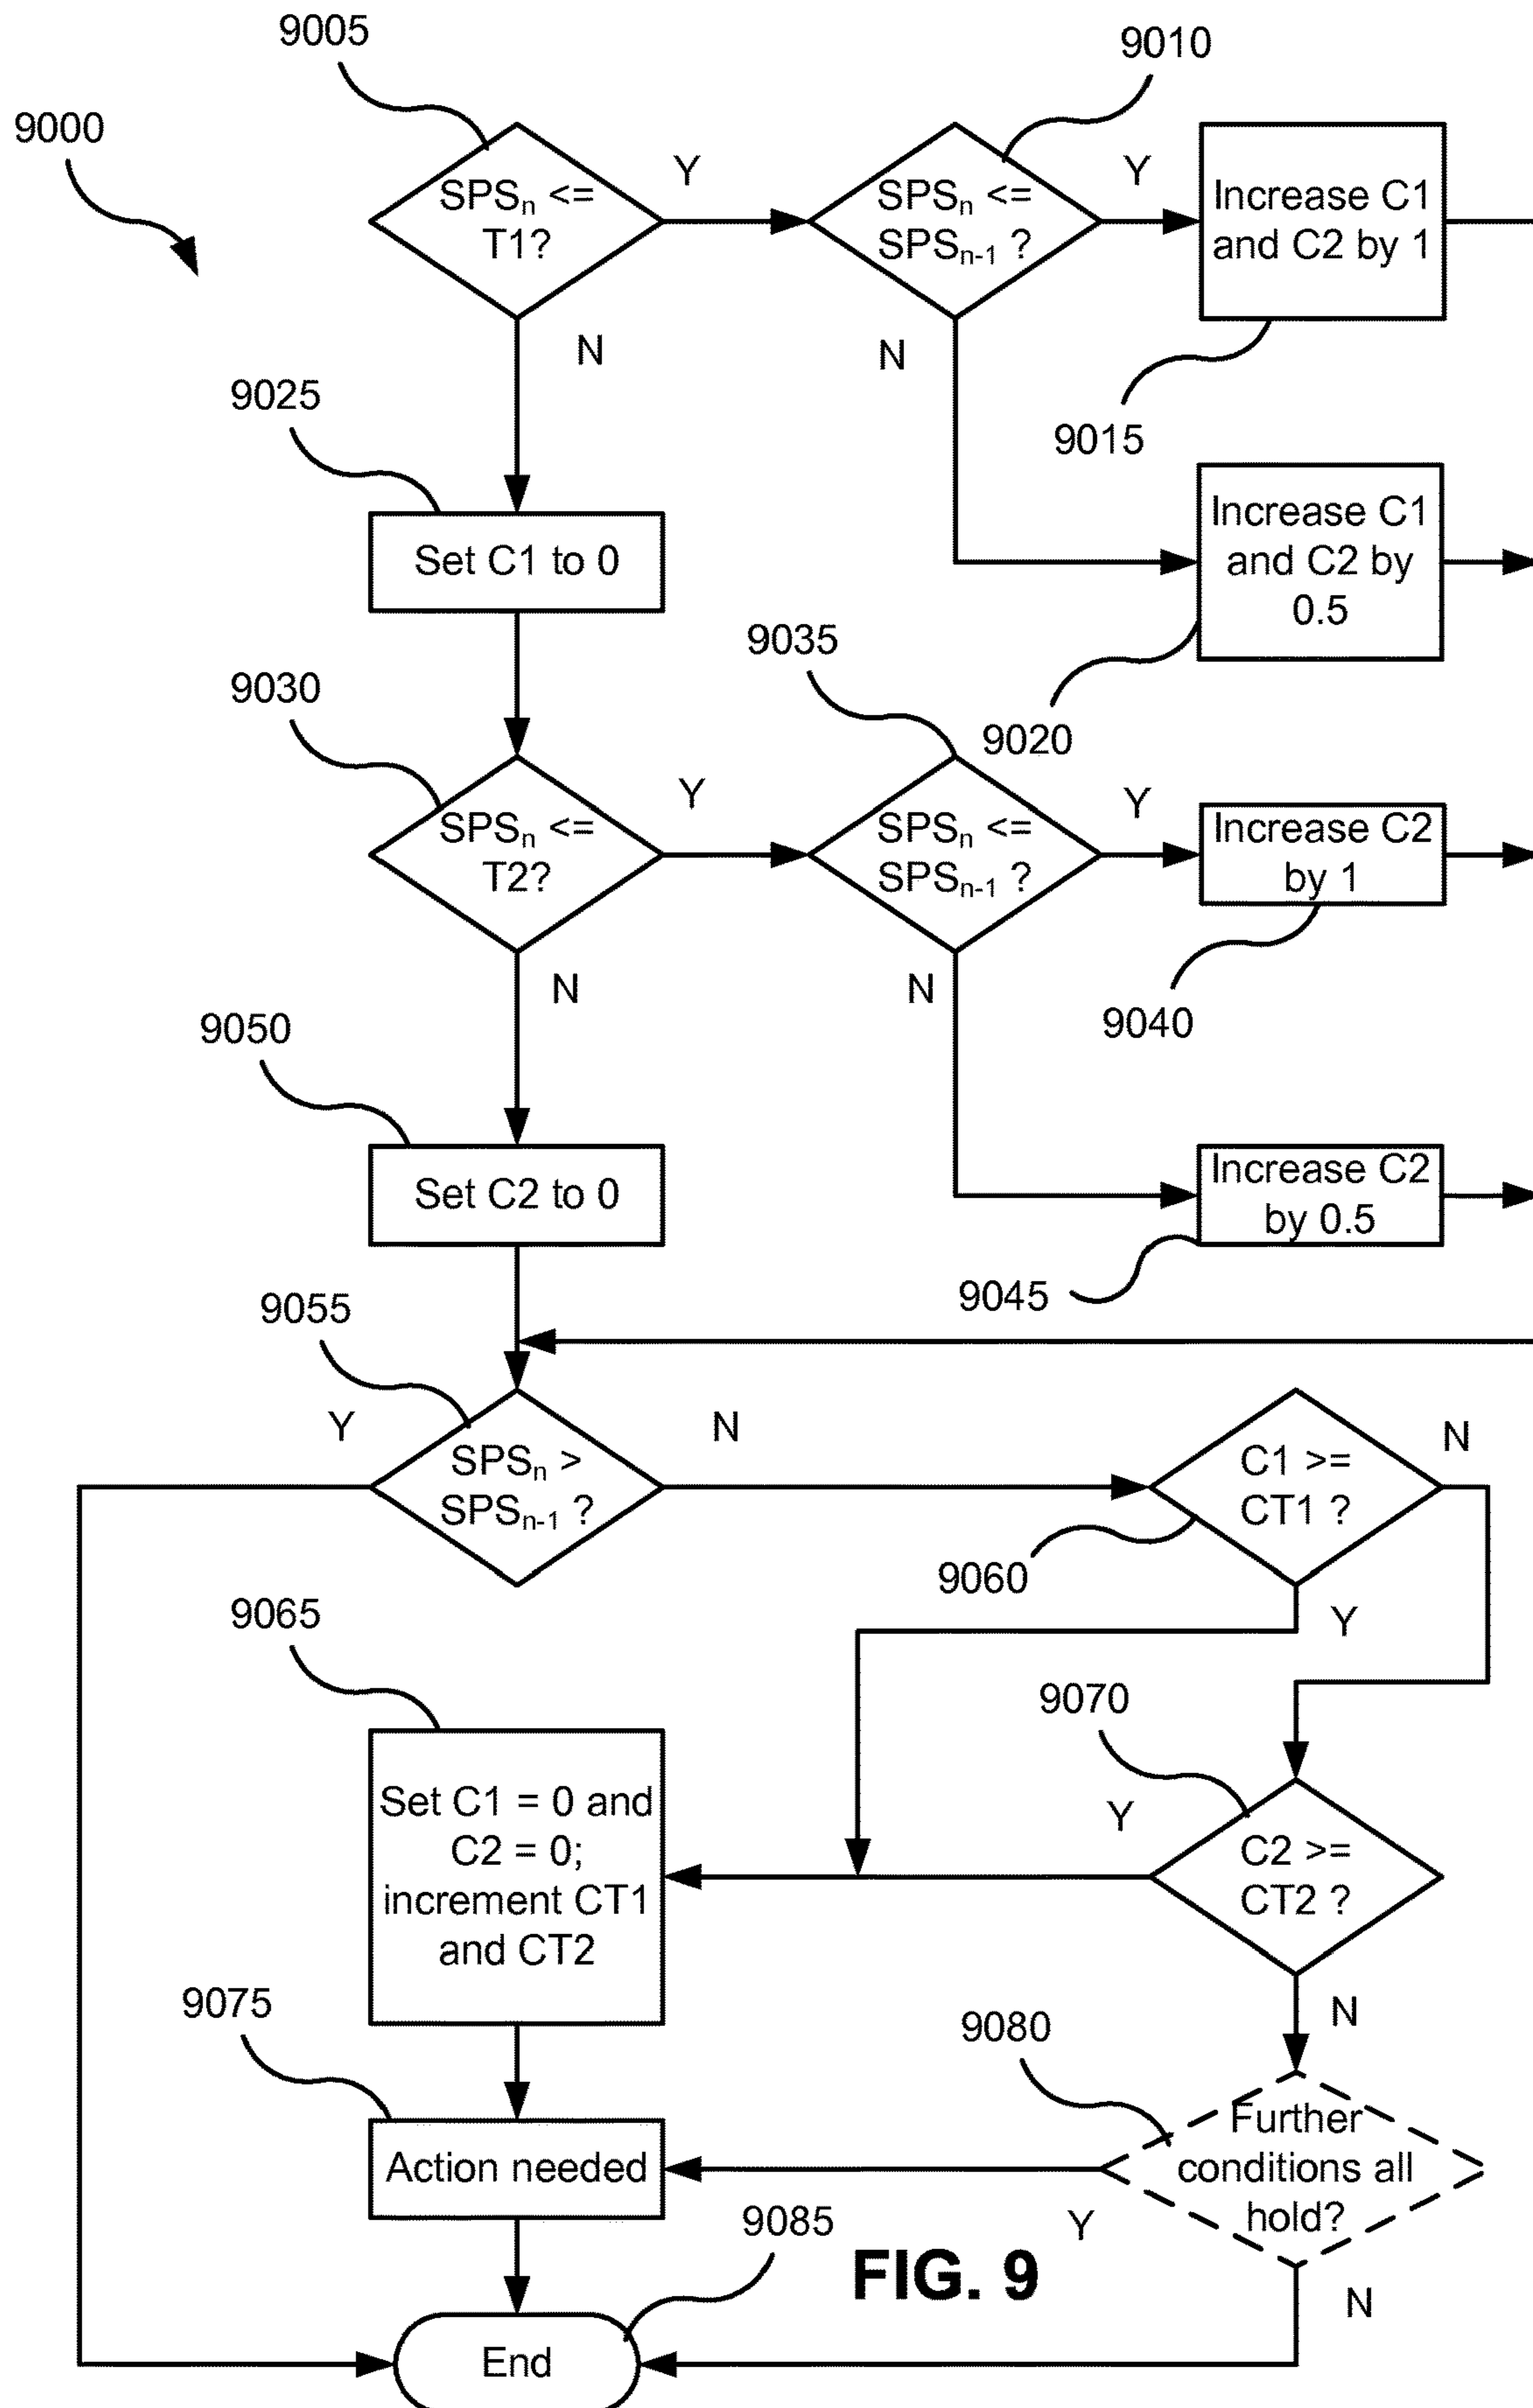 9005
9010
9000
SPSn <=
T1?
Y
SPSn <=
SPSn-1 ?
Y
Increase C1
and C2 by 1
N
N
9015
9025
Set C1 to 0
Increase C1
and C2 by
0.5
9020
9035
9030
SPSn <=
T2?
Y
SPSn <=
SPSn-1 ?
Y
Increase C2
by 1
N
N
9040
9050
Set C2 to 0
Increase C2
by 0.5
9045
9055
Y
SPSn >
SPSn-1 ?
N
C1 >=
CT1 ?
N
9060
Y
9065
Set C1 = 0 and
C2 = 0;
increment CT1
and CT2
9070
Y
C2 >=
CT2 ?
N
9075
Action needed
9080
Further
conditions all
hold?
Y
N
9085
End
FIG. 9